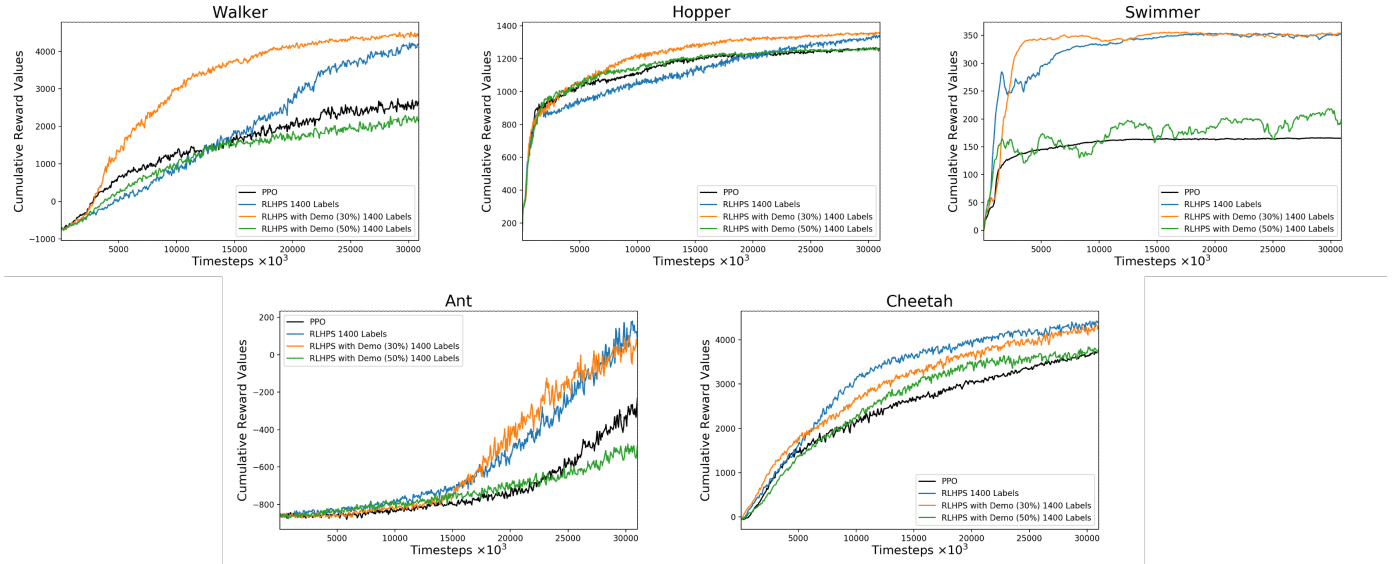 Walker
Cumulative Reward Values
4000
3000
2000
1000
0
−1000
5000 10000 15000 20000 25000 30000
Timesteps ×10³
PPO
RLHPS 1400 Labels
RLHPS with Demo (30%) 1400 Labels
RLHPS with Demo (50%) 1400 Labels
Hopper
Cumulative Reward Values
1400
1200
1000
800
600
400
200
5000 10000 15000 20000 25000 30000
Timesteps ×10³
PPO
RLHPS 1400 Labels
RLHPS with Demo (30%) 1400 Labels
RLHPS with Demo (50%) 1400 Labels
Swimmer
Cumulative Reward Values
350
300
250
200
150
100
50
0
5000 10000 15000 20000 25000 30000
Timesteps ×10³
PPO
RLHPS 1400 Labels
RLHPS with Demo (30%) 1400 Labels
RLHPS with Demo (50%) 1400 Labels
Ant
Cumulative Reward Values
200
0
−200
−400
−600
−800
PPO
RLHPS 1400 Labels
RLHPS with Demo (30%) 1400 Labels
RLHPS with Demo (50%) 1400 Labels
5000 10000 15000 20000 25000 30000
Timesteps ×10³
Cheetah
Cumulative Reward Values
4000
3000
2000
1000
0
5000 10000 15000 20000 25000 30000
Timesteps ×10³
PPO
RLHPS 1400 Labels
RLHPS with Demo (30%) 1400 Labels
RLHPS with Demo (50%) 1400 Labels